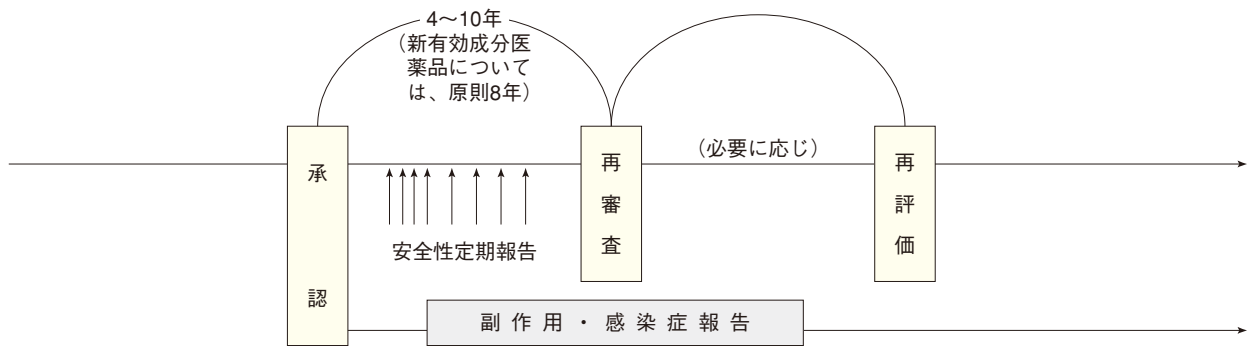 4〜10年
(新有効成分医
薬品について
は、原則8年)
承認
再審査
(必要に応じ)
再評価
安全性定期報告
副作用・感染症報告